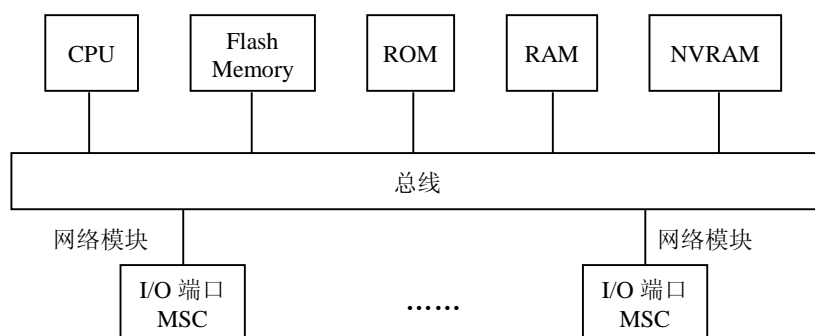 CPU
Flash
Memory
ROM
RAM
NVRAM
总线
网络模块
网络模块
I/O 端口
MSC
……
I/O 端口
MSC